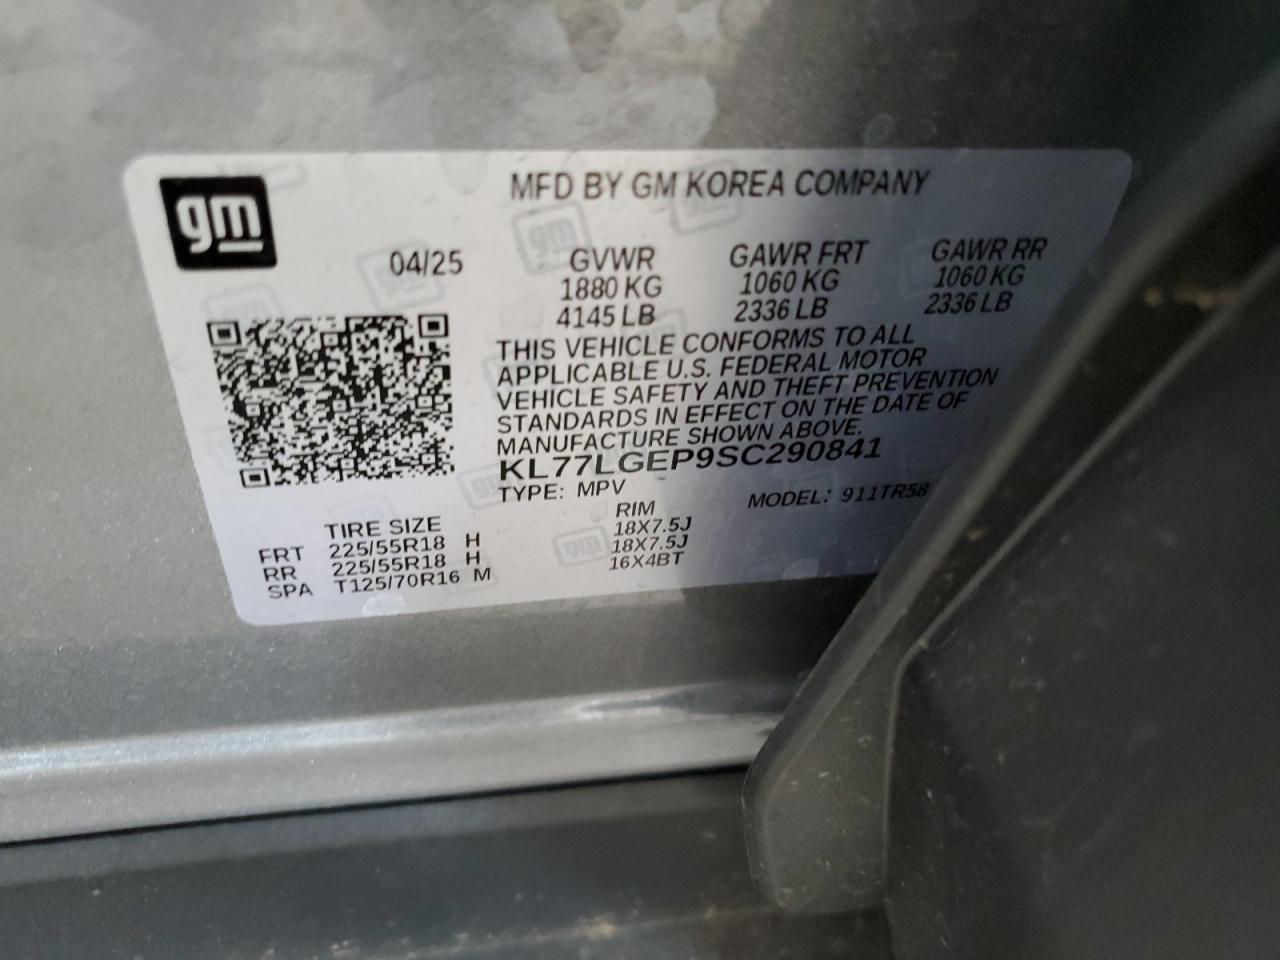 gm
MFD BY GM KOREA COMPANY
04/25 GVWR GAWR FRT GAWR RR
1880 KG 1060 KG 1060 KG
4145 LB 2336 LB 2336 LB
THIS VEHICLE CONFORMS TO ALL
APPLICABLE U.S. FEDERAL MOTOR
VEHICLE SAFETY AND THEFT PREVENTION
STANDARDS IN EFFECT ON THE DATE OF
MANUFACTURE SHOWN ABOVE.
KL77LGEP9SC290841
TYPE: MPV MODEL: 911TR58
TIRE SIZE RIM
FRT 225/55R18 H 18X7.5J
RR 225/55R18 H 18X7.5J
SPA T125/70R16 M 16X4BT